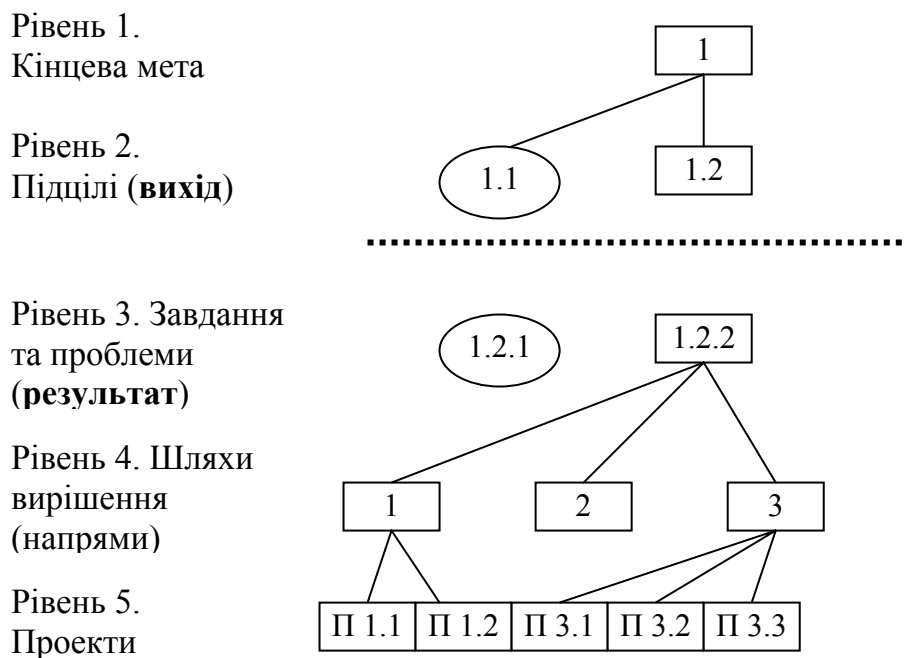 Рівень 1.
Кінцева мета
1
Рівень 2.
Підцілі (вихід)
1.1
1.2
Рівень 3. Завдання
та проблеми
(результат)
1.2.1
1.2.2
Рівень 4. Шляхи
вирішення
(напрями)
1
2
3
Рівень 5.
Проекти
П 1.1
П 1.2
П 3.1
П 3.2
П 3.3